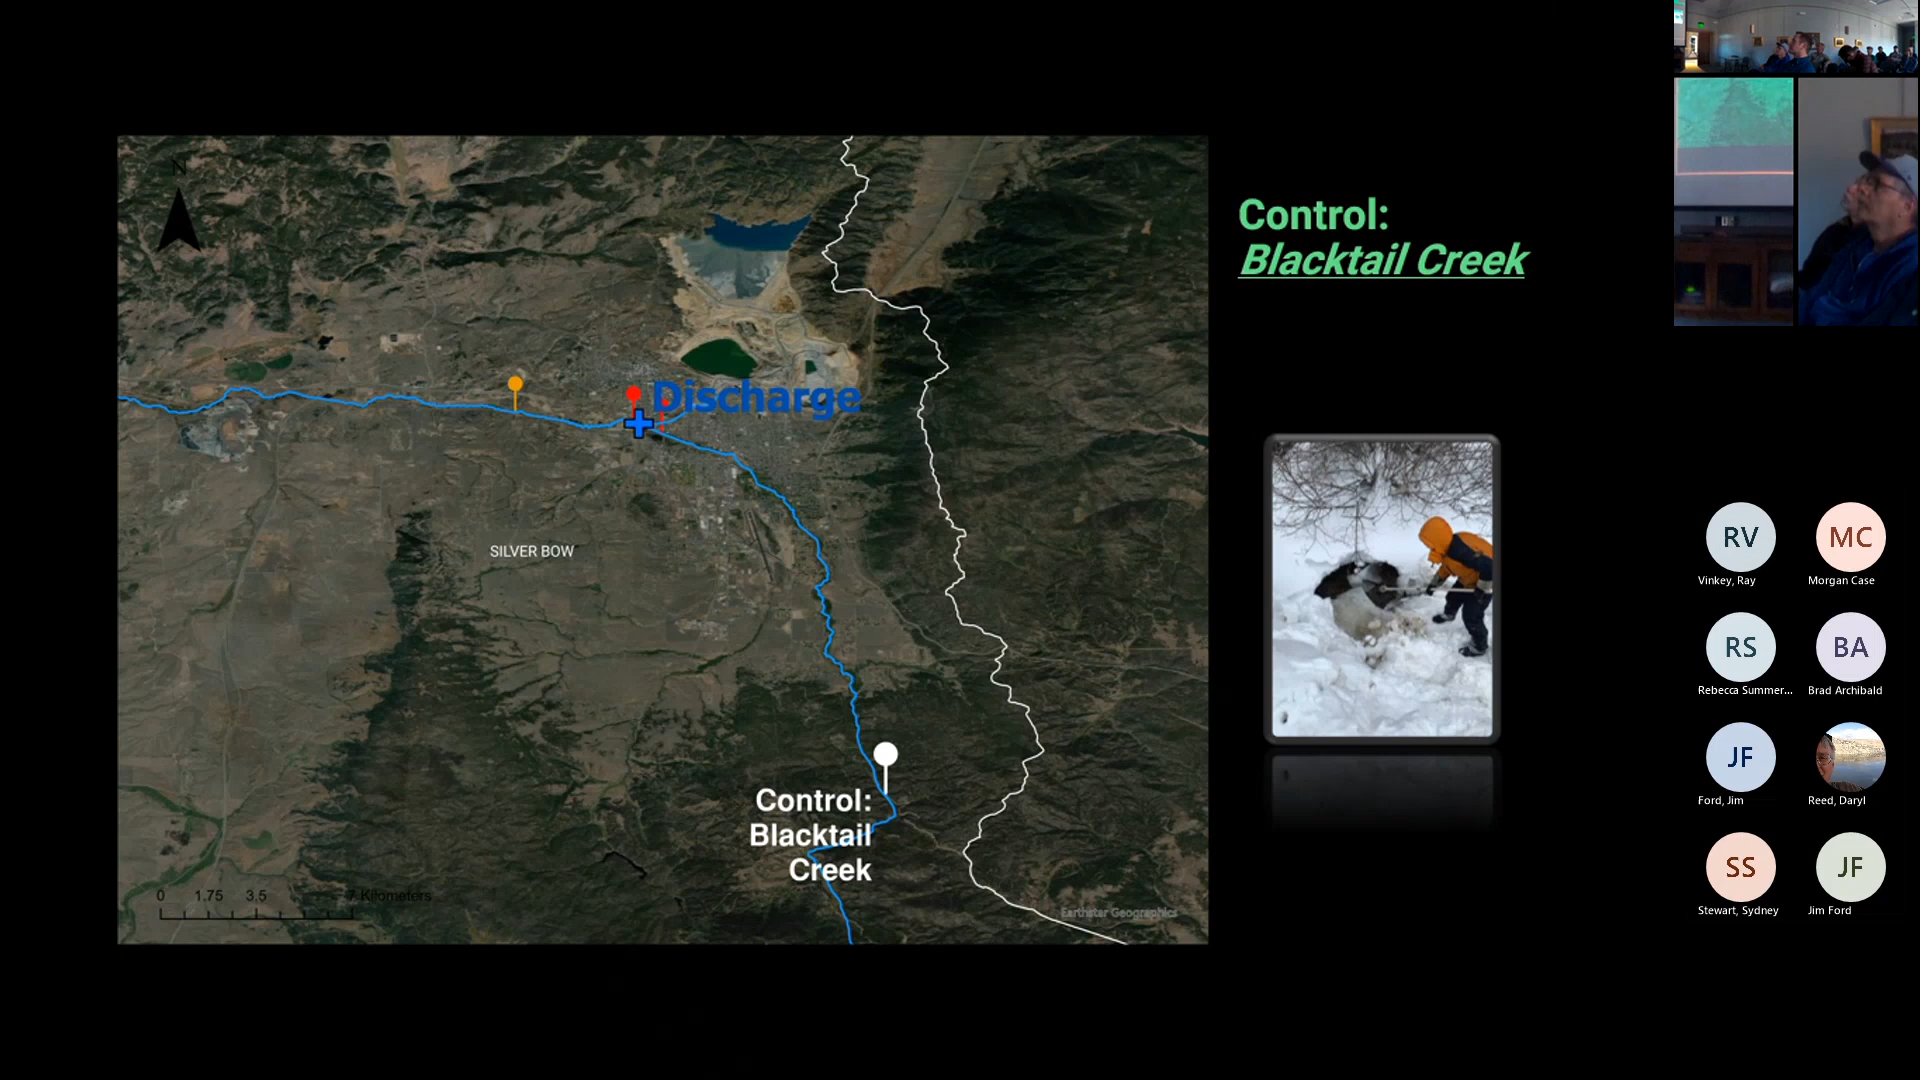 N
Discharge
SILVER BOW
Control:
Blacktail
Creek
0 1.75 3.5 7 Kilometers
Earthstar Geographics
Control:
Blacktail Creek
RV
Vinkey, Ray
MC
Morgan Case
RS
Rebecca Summer...
BA
Brad Archibald
JF
Ford, Jim
Reed, Daryl
SS
Stewart, Sydney
JF
Jim Ford